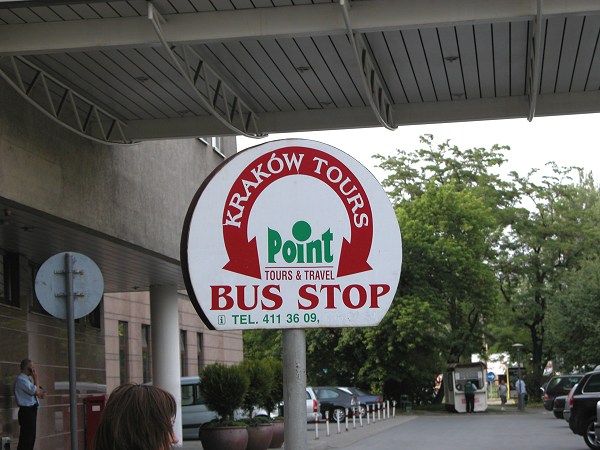 KRAKÓW TOURS
Point
TOURS & TRAVEL
BUS STOP
i TEL. 411 36 09,